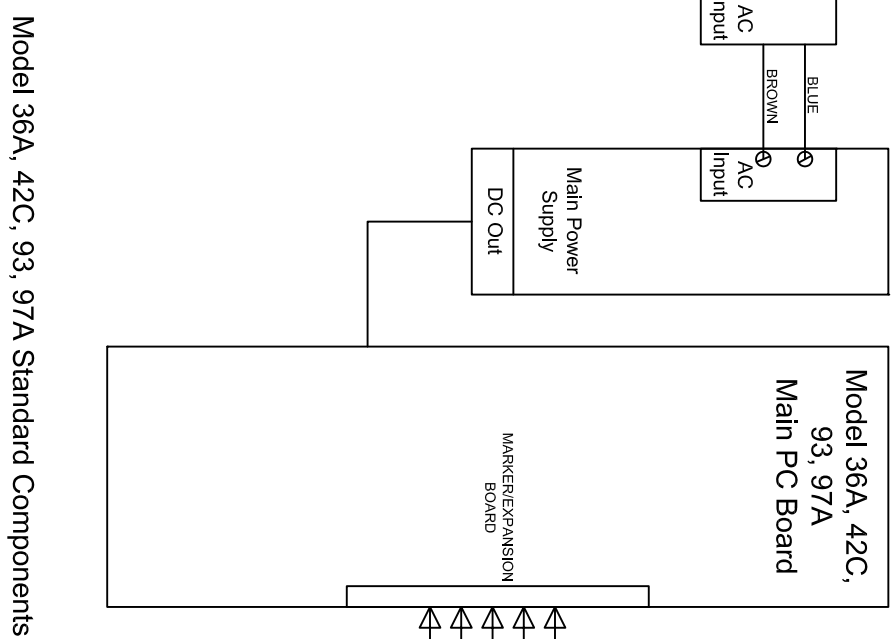 AC
nput
BLUE
BROWN
AC
Input
Main Power
Supply
DC Out
Model 36A, 42C,
93, 97A
Main PC Board
MARKER/EXPANSION
BOARD
Model 36A, 42C, 93, 97A Standard Components